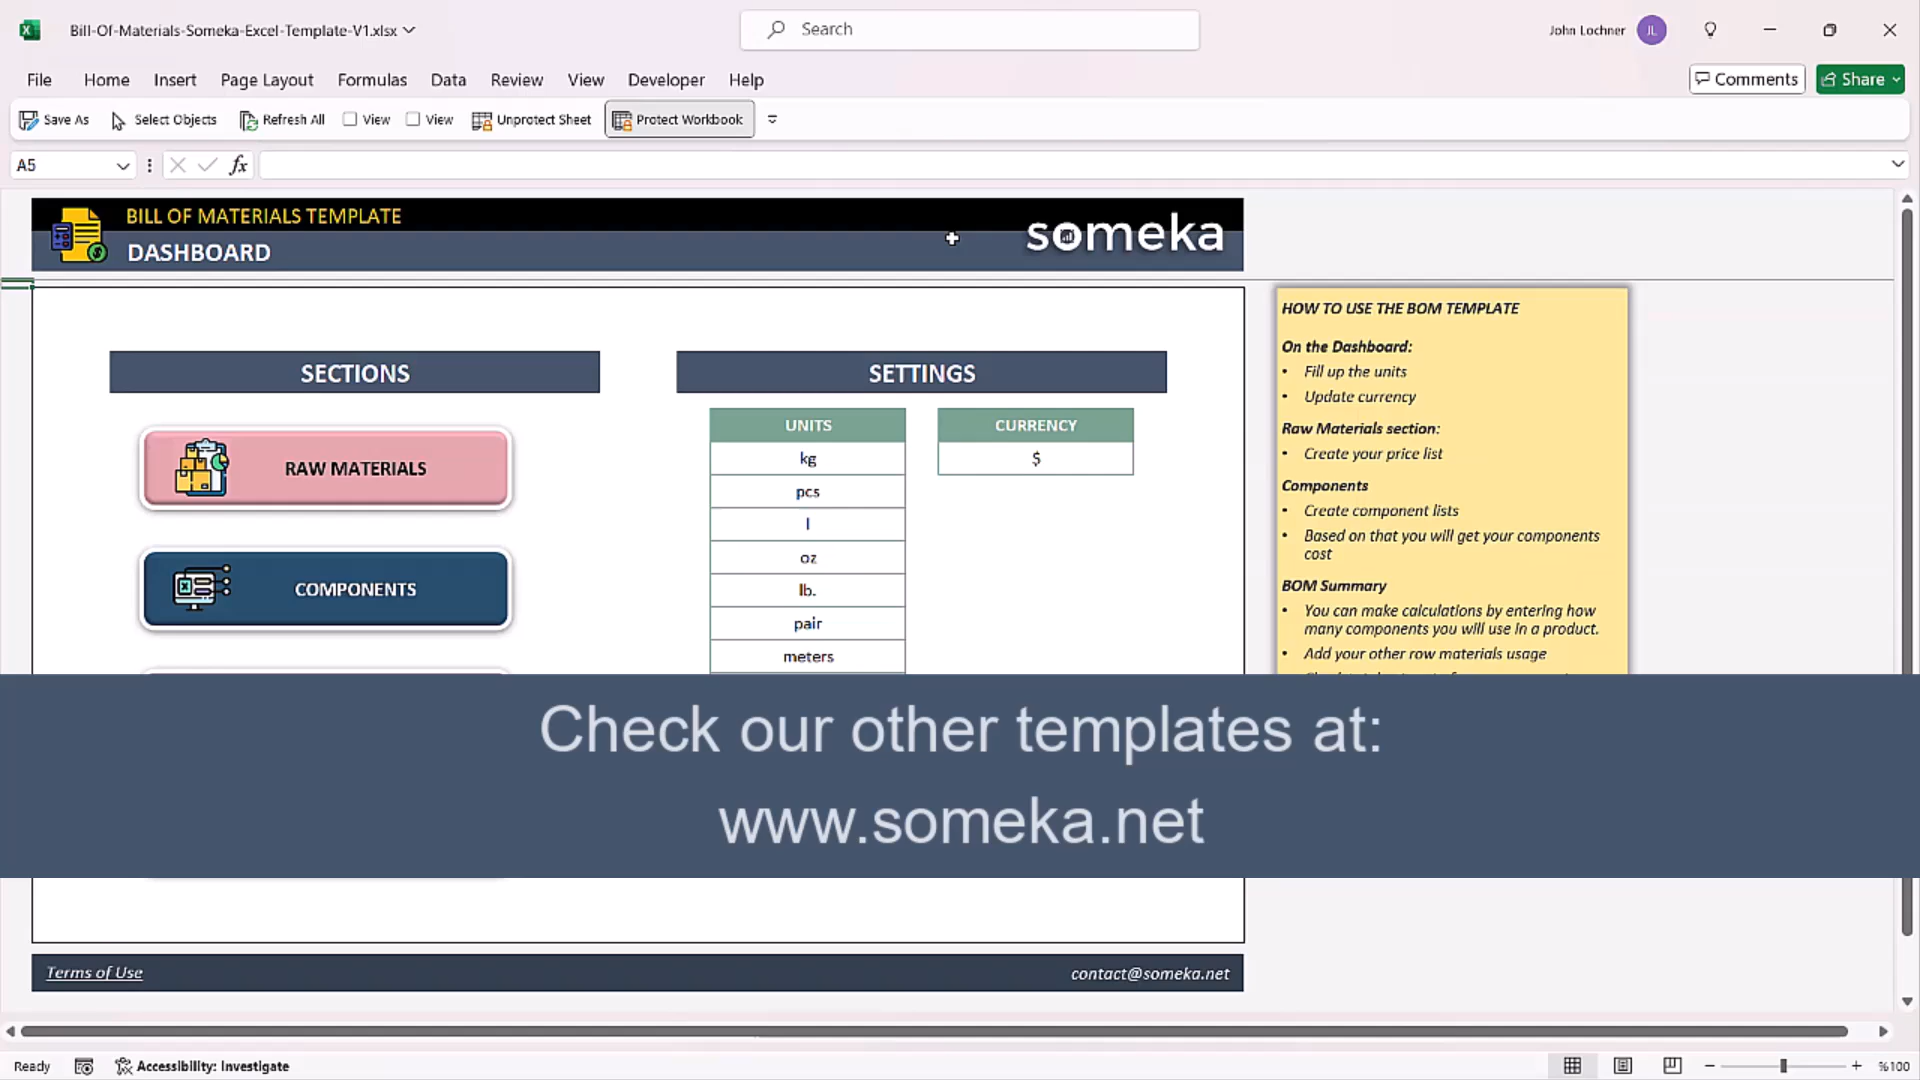 Bill-Of-Materials-Someka-Excel-Template-V1.xlsx
Search
John Lochner
JL
File
Home
Insert
Page Layout
Formulas
Data
Review
View
Developer
Help
Comments
Share
Save As
Select Objects
Refresh All
View
View
Unprotect Sheet
Protect Workbook
A5
fx
BILL OF MATERIALS TEMPLATE
DASHBOARD
someka
SECTIONS
RAW MATERIALS
COMPONENTS
SETTINGS
UNITS
kg
pcs
l
oz
lb.
pair
meters
CURRENCY
$
HOW TO USE THE BOM TEMPLATE
On the Dashboard:
• Fill up the units
• Update currency
Raw Materials section:
• Create your price list
Components
• Create component lists
• Based on that you will get your components
cost
BOM Summary
• You can make calculations by entering how
many components you will use in a product.
• Add your other row materials usage
Check our other templates at:
www.someka.net
Terms of Use
contact@someka.net
Ready
Accessibility: Investigate
%100